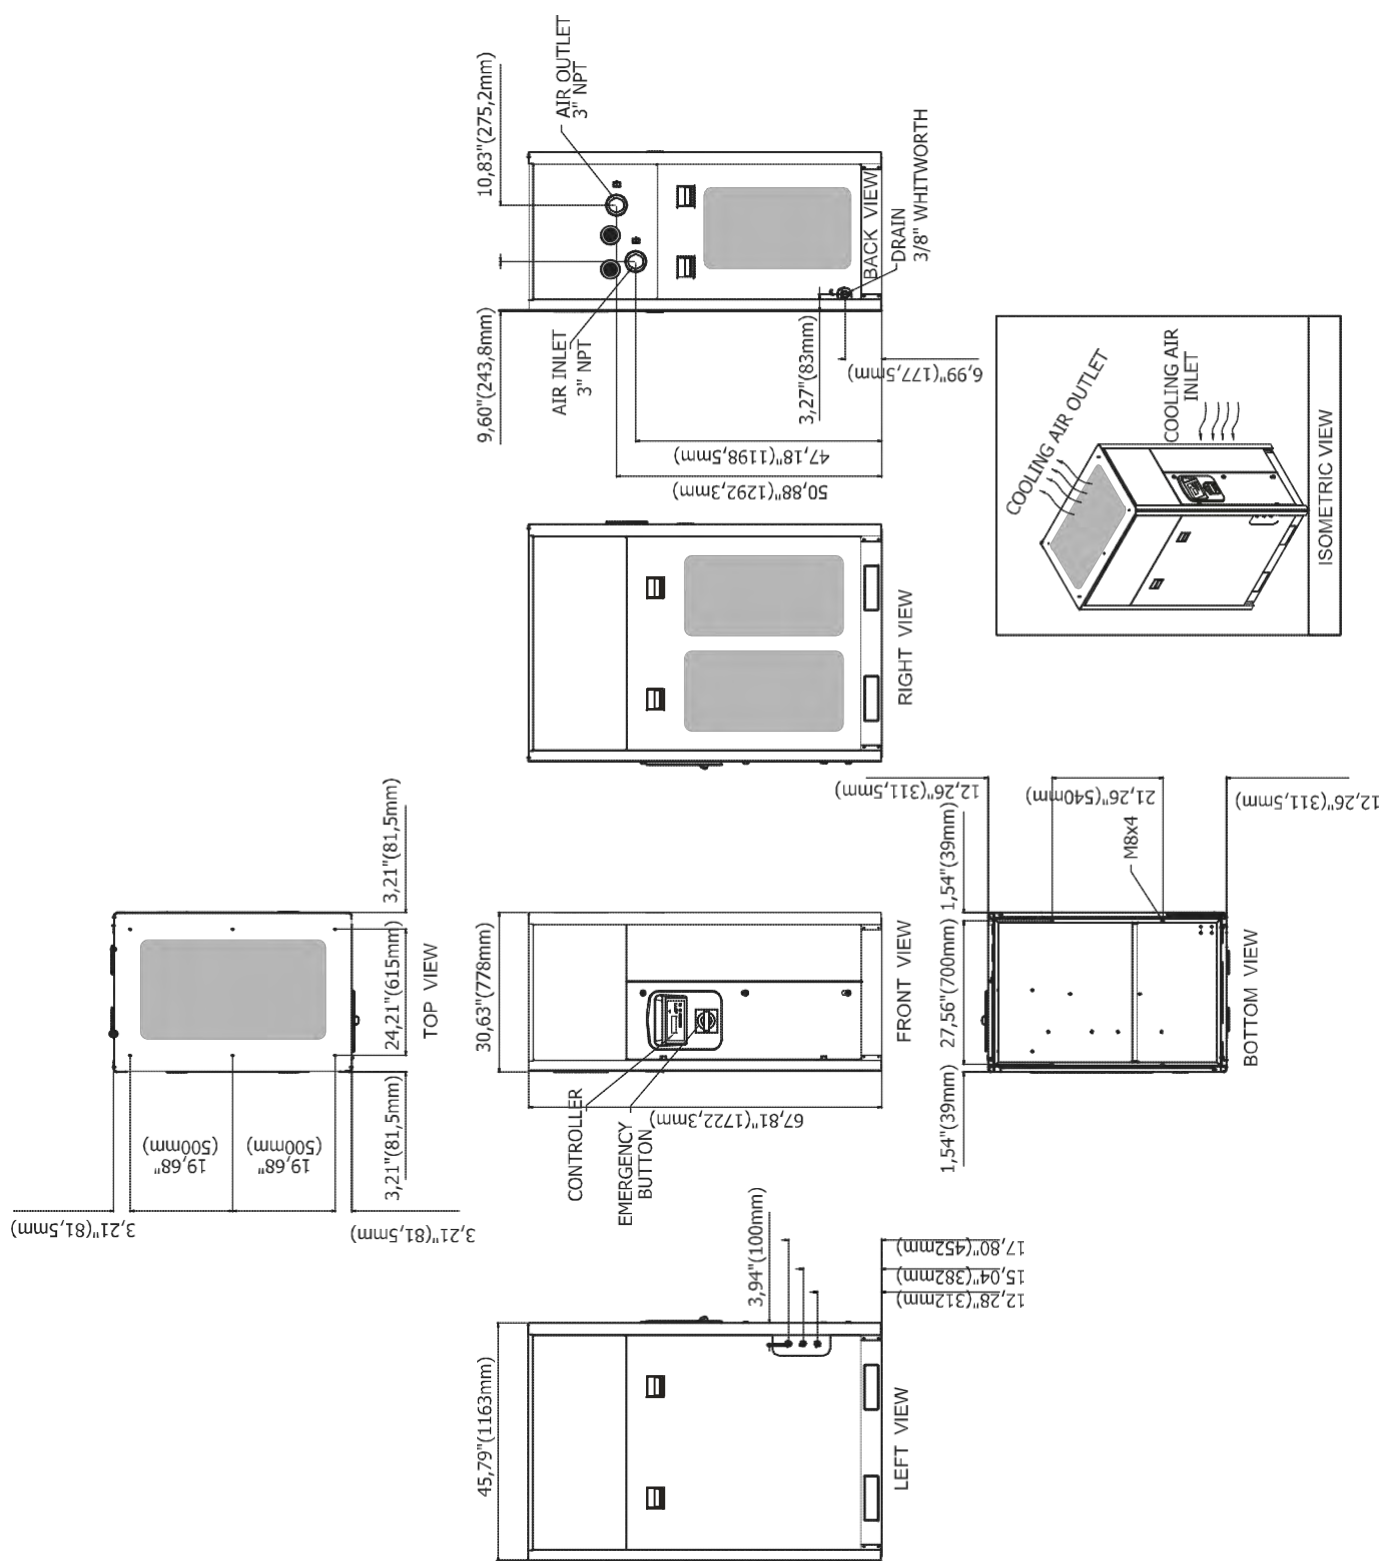 3,21"(81,5mm)
19,68"
(500mm)
19,68"
(500mm)
3,21"(81,5mm)
3,21"(81,5mm)
24,21"(615mm)
3,21"(81,5mm)
TOP VIEW
45,79"(1163mm)
3,94"(100mm)
17,80"(452mm)
15,04"(382mm)
12,28"(312mm)
LEFT VIEW
30,63"(778mm)
67,81"(1722,3mm)
CONTROLLER
EMERGENCY
BUTTON
FRONT VIEW
RIGHT VIEW
9,60"(243,8mm)
10,83"(275,2mm)
AIR INLET
3" NPT
AIR OUTLET
3" NPT
50,88"(1292,3mm)
47,18"(1198,5mm)
3,27"(83mm)
6,99"(177,5mm)
BACK VIEW
DRAIN
3/8" WHITWORTH
1,54"(39mm)
27,56"(700mm)
1,54"(39mm)
12,26"(311,5mm)
21,26"(540mm)
12,26"(311,5mm)
M8x4
BOTTOM VIEW
COOLING AIR OUTLET
COOLING AIR
INLET
ISOMETRIC VIEW